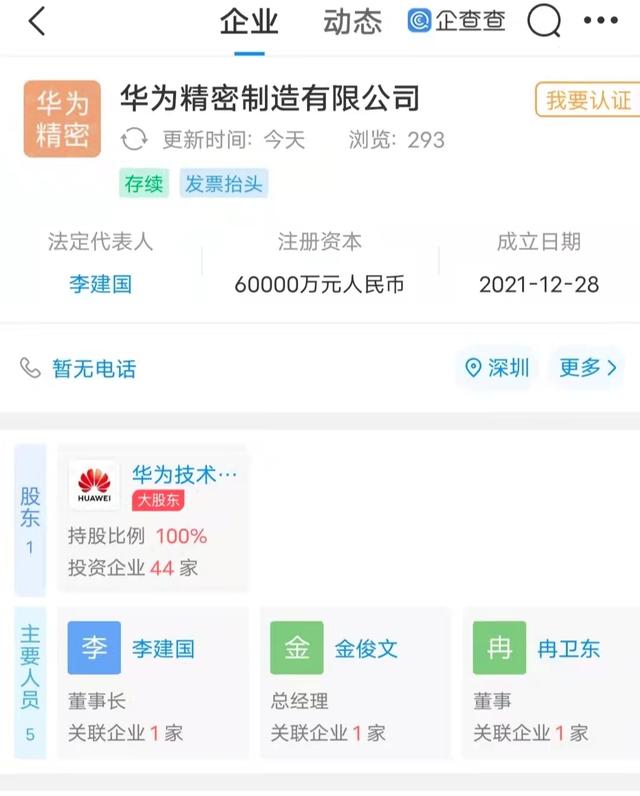 企业 动态 企查查
华为精密
华为精密制造有限公司
我要认证
更新时间: 今天 浏览: 293
存续 发票抬头
法定代表人 注册资本 成立日期
李建国 60000万元人民币 2021-12-28
暂无电话 深圳 更多
股东 1
HUAWEI
华为技术…
大股东
持股比例 100%
投资企业 44 家
主要人员 5
李 李建国 金 金俊文 冉 冉卫东
董事长 总经理 董事
关联企业 1 家 关联企业 1 家 关联企业 1 家